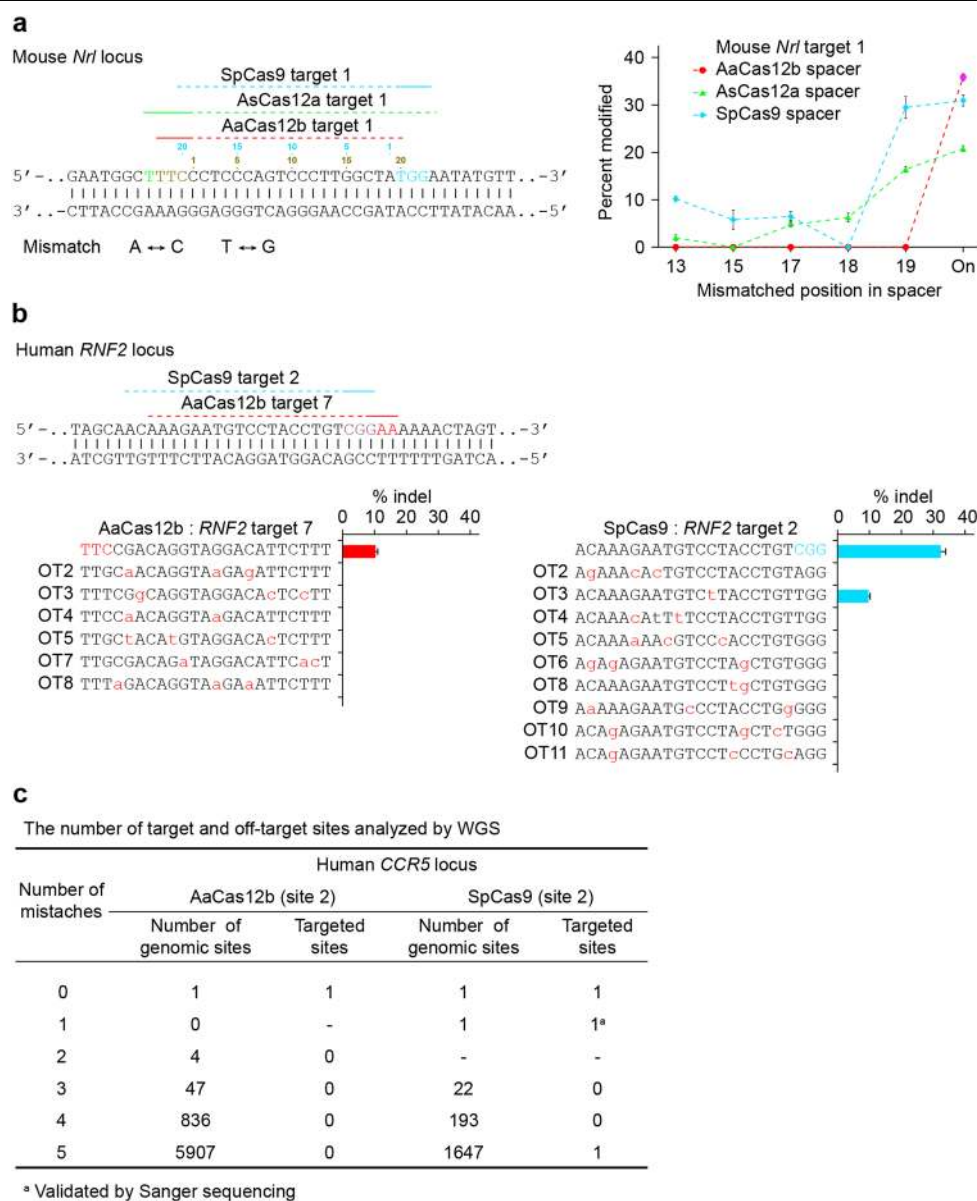 a
Mouse Nrl locus
SpCas9 target 1
AsCas12a target 1
AaCas12b target 1
20 15 10 5 1
1 5 10 15 20
5′ -..GAATGGCTTTCCCTCCCAGTCCCTTGGCTATGGAATATGTT..-3′
3′ -CTTACCGAAAGGGAGGGTCAGGGAACCGATACCTTATACAA..-5′
Mismatch A ↔ C T ↔ G
Mouse Nrl target 1
AaCas12b spacer
AsCas12a spacer
SpCas9 spacer
Percent modified
40
30
20
10
0
13 15 17 18 19 On
Mismatched position in spacer
b
Human RNF2 locus
SpCas9 target 2
AaCas12b target 7
5′ -..TAGCAACAAAGAATGTCCTACCTGTCGGAAAAAACTAGT..-3′
3′ -..ATCGTTGTTTCTTACAGGATGGACAGCCTTTTTTGATCA..-5′
% indel
AaCas12b : RNF2 target 7 0 10 20 30 40
TTCCGACAGGTAGGACATTCTTT
OT2 TTGCaACAGGTAaGAgATTCTTT
OT3 TTTCGgCAGGTAGGACActCcTT
OT4 TTCCaACAGGTAaGACATTCTTT
OT5 TTGCtACAtGTAGGACAcTCTTT
OT7 TTGCGACAGaTAGGACATTCacT
OT8 TTTaGACAGGTAaGAaATTCTTT
% indel
SpCas9 : RNF2 target 2 0 10 20 30 40
ACAAAGAATGTCCTACCTGTCGG
OT2 AgAAAcAcTGTCCTACCTGTAGG
OT3 ACAAAGAATGTCtTACCTGTTGG
OT4 ACAAAcAtTtTCCTACCTGTTGG
OT5 ACAAAaAAcGTCCcACCTGTGGG
OT6 AgAgAGAATGTCCTAgCTGTGGG
OT8 ACAAAGAATGTCCTtgCTGTGGG
OT9 AaAAAGAATGcCCTACCTGgGGG
OT10 ACAgAGAATGTCCTAgCTcTGGG
OT11 ACAgAGAATGTCCTcCCTGcAGG
c
The number of target and off-target sites analyzed by WGS
Human CCR5 locus
Number of mistaches
AaCas12b (site 2) SpCas9 (site 2)
Number of genomic sites Targeted sites Number of genomic sites Targeted sites
0 1 1 1 1
1 0 - 1 1ᵃ
2 4 0 - -
3 47 0 22 0
4 836 0 193 0
5 5907 0 1647 1
ᵃ Validated by Sanger sequencing